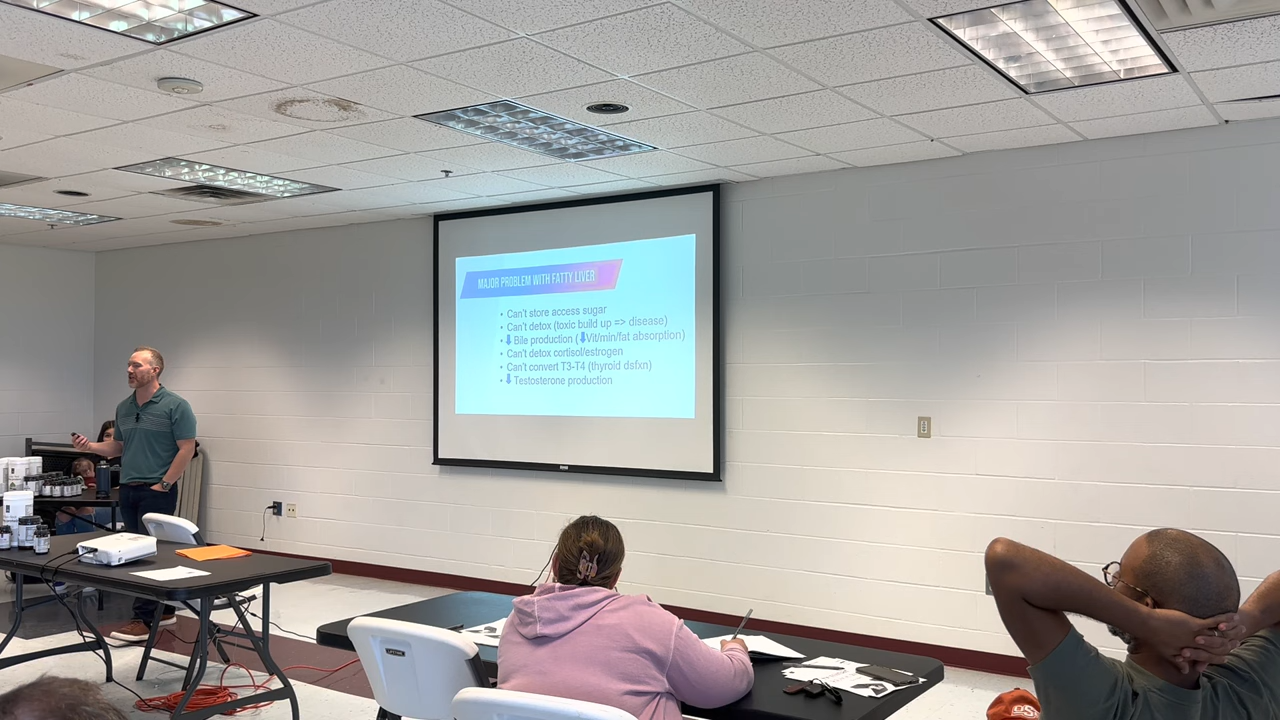 MAJOR PROBLEM WITH FATTY LIVER
• Can't store access sugar
• Can't detox (toxic build up => disease)
• ⬇ Bile production (⬇Vit/min/fat absorption)
• Can't detox cortisol/estrogen
• Can't convert T3-T4 (thyroid dsfxn)
• ⬇ Testosterone production
LIFETIME